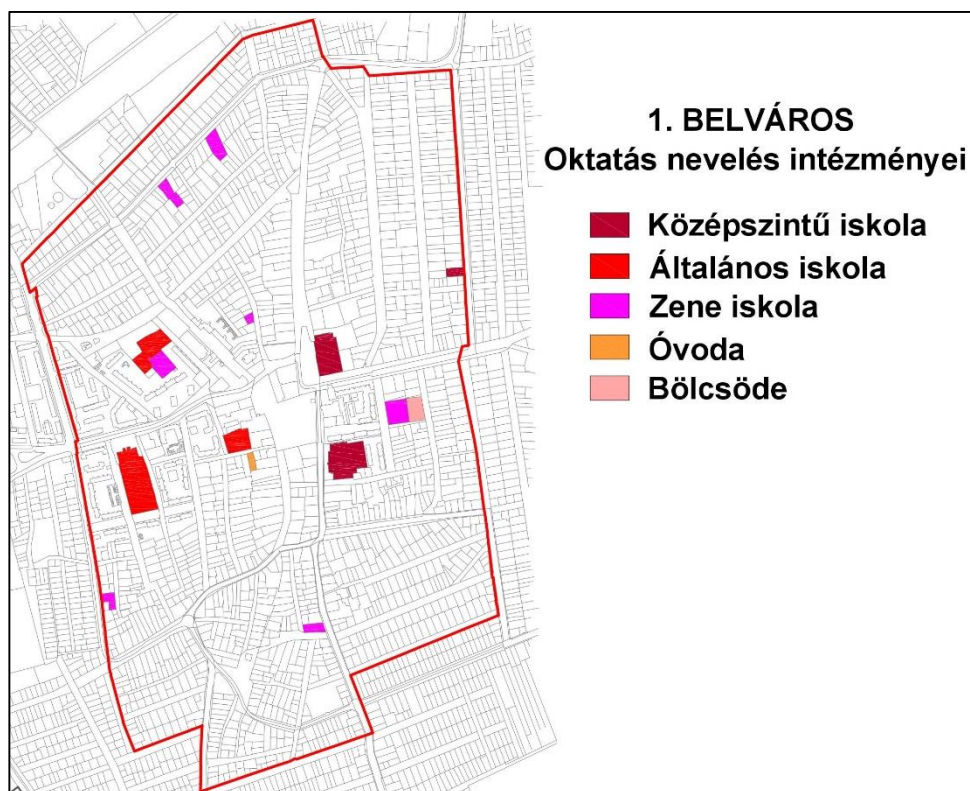 1. BELVÁROS
Oktatás nevelés intézményei
Középszintű iskola
Általános iskola
Zene iskola
Óvoda
Bölcsöde